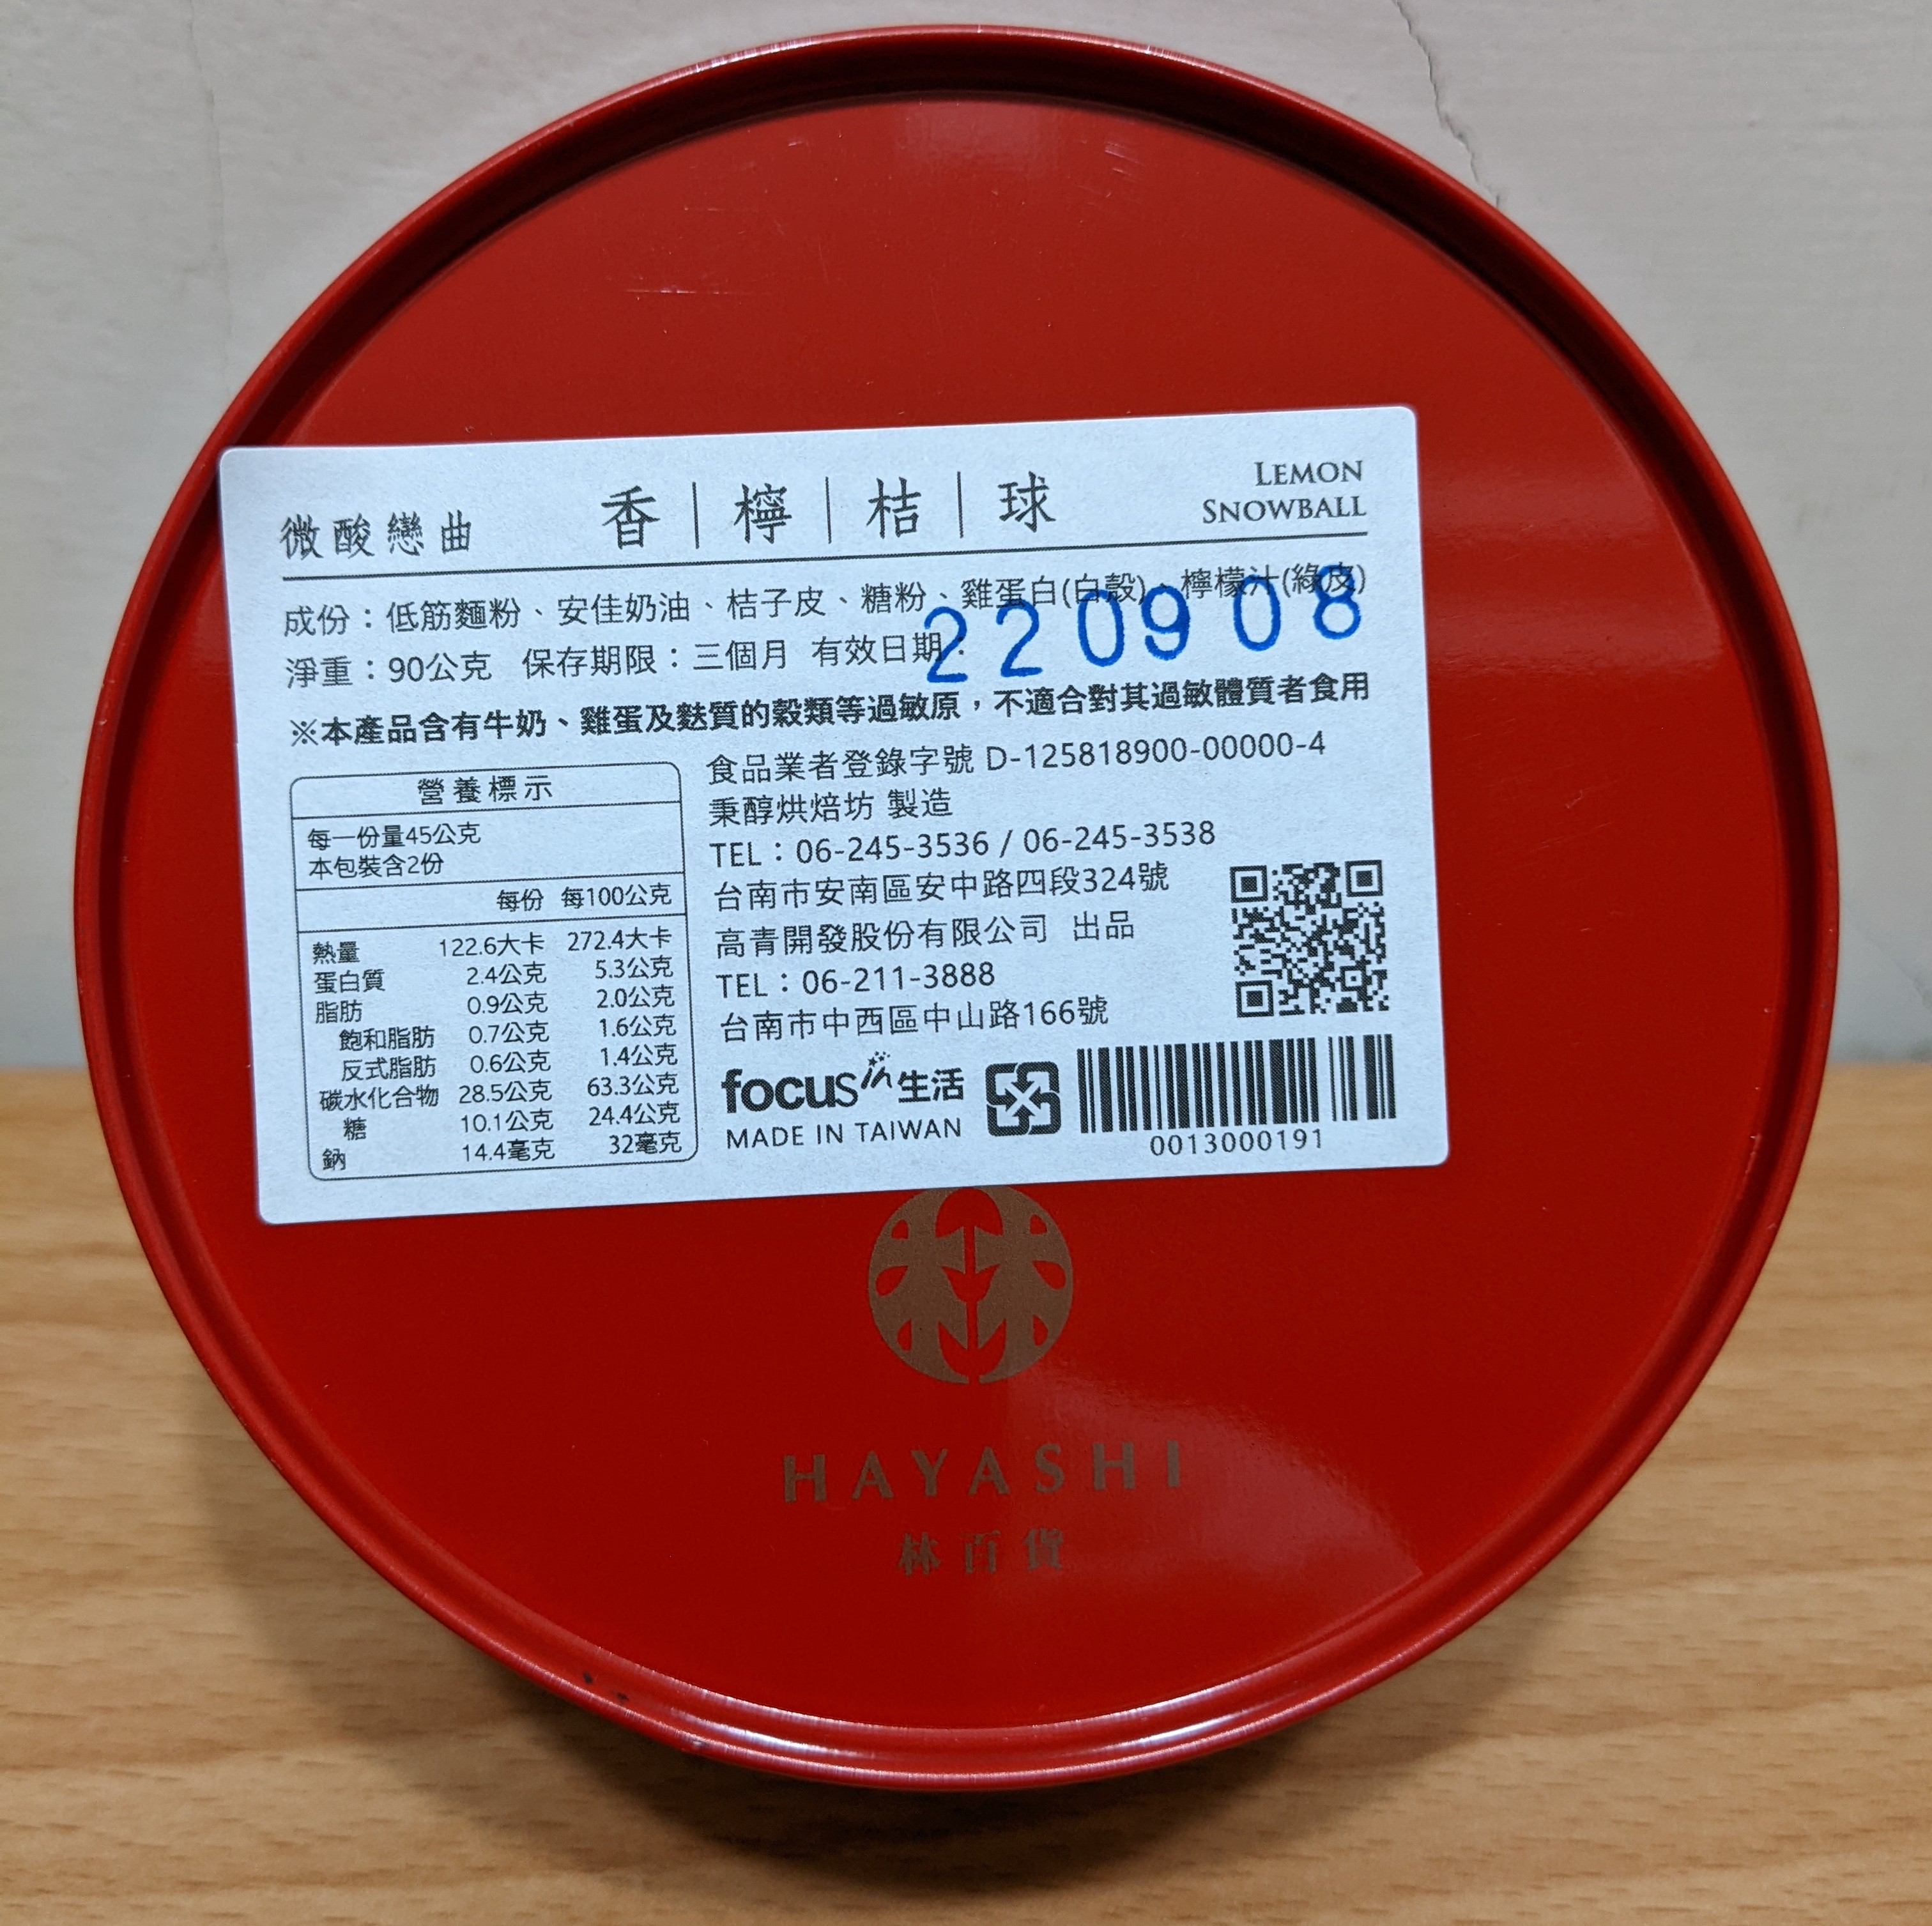 微酸戀曲 香｜檸｜桔｜球 LEMON SNOWBALL
成份：低筋麵粉、安佳奶油、桔子皮、糖粉、雞蛋白(白殼)、檸檬汁(綠皮)
淨重：90公克 保存期限：三個月 有效日期：220908
※本產品含有牛奶、雞蛋及麩質的穀類等過敏原，不適合對其過敏體質者食用
營養標示
每一份量45公克
本包裝含2份
每份 每100公克
熱量 122.6大卡 272.4大卡
蛋白質 2.4公克 5.3公克
脂肪 0.9公克 2.0公克
飽和脂肪 0.7公克 1.6公克
反式脂肪 0.6公克 1.4公克
碳水化合物 28.5公克 63.3公克
糖 10.1公克 24.4公克
鈉 14.4毫克 32毫克
食品業者登錄字號 D-125818900-00000-4
秉醇烘焙坊 製造
TEL：06-245-3536 / 06-245-3538
台南市安南區安中路四段324號
高青開發股份有限公司 出品
TEL：06-211-3888
台南市中西區中山路166號
focus in 生活
MADE IN TAIWAN
0013000191
林
HAYASHI
林百貨